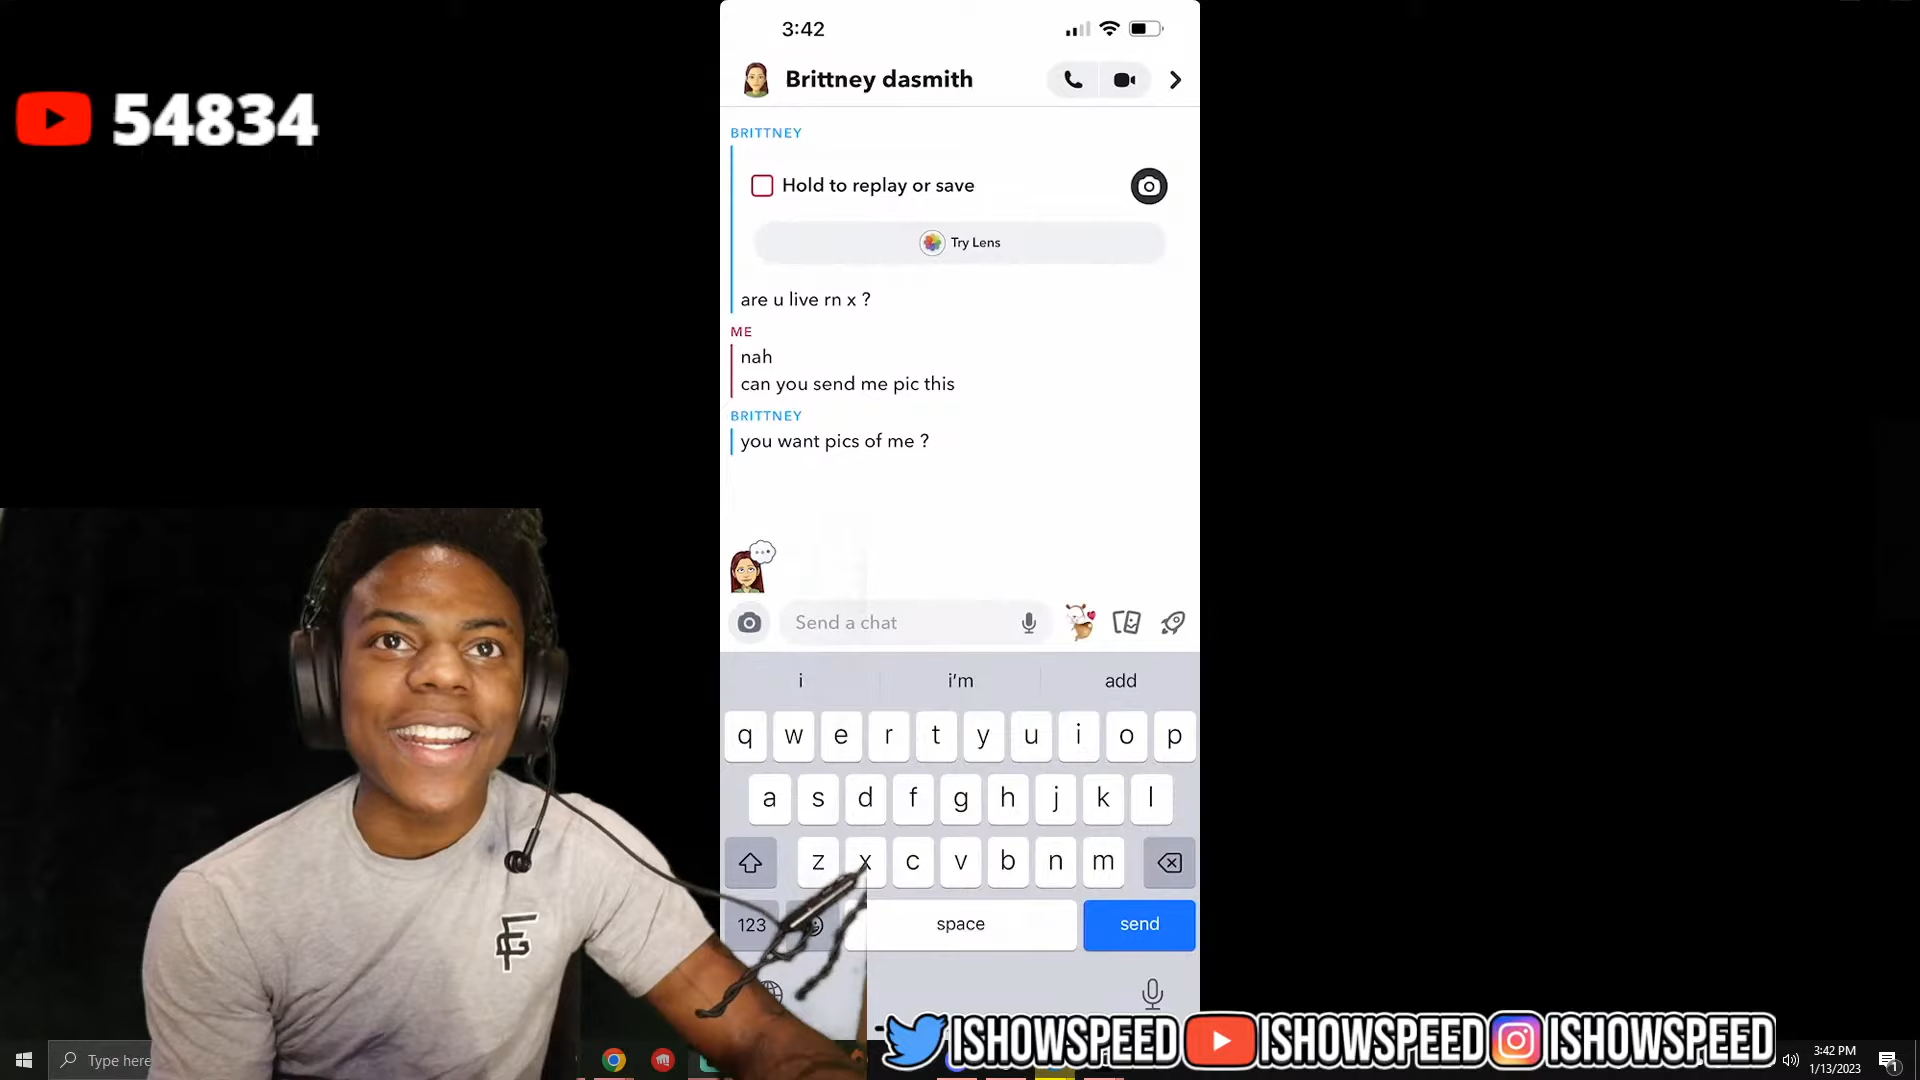 3:42
Brittney dasmith
54834
BRITTNEY
Hold to replay or save
Try Lens
are u live rn x ?
ME
nah
can you send me pic this
BRITTNEY
you want pics of me ?
Send a chat
i i'm add
q w e r t y u i o p
a s d f g h j k l
z x c v b n m
123 space send
FG
ISHOWSPEED ISHOWSPEED ISHOWSPEED
Type here
3:42 PM
1/13/2023
1